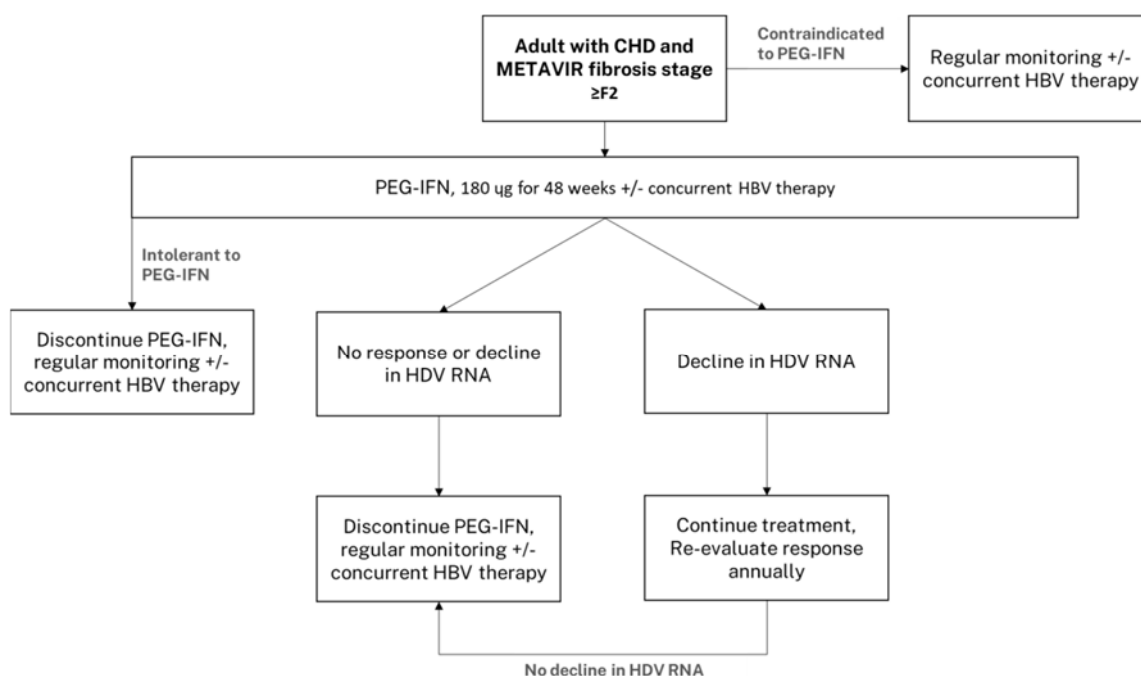 Adult with CHD and
METAVIR fibrosis stage
≥F2
Contraindicated
to PEG-IFN
Regular monitoring +/-
concurrent HBV therapy
PEG-IFN, 180 ug for 48 weeks +/- concurrent HBV therapy
Intolerant to
PEG-IFN
Discontinue PEG-IFN,
regular monitoring +/-
concurrent HBV therapy
No response or decline
in HDV RNA
Decline in HDV RNA
Discontinue PEG-IFN,
regular monitoring +/-
concurrent HBV therapy
Continue treatment,
Re-evaluate response
annually
No decline in HDV RNA